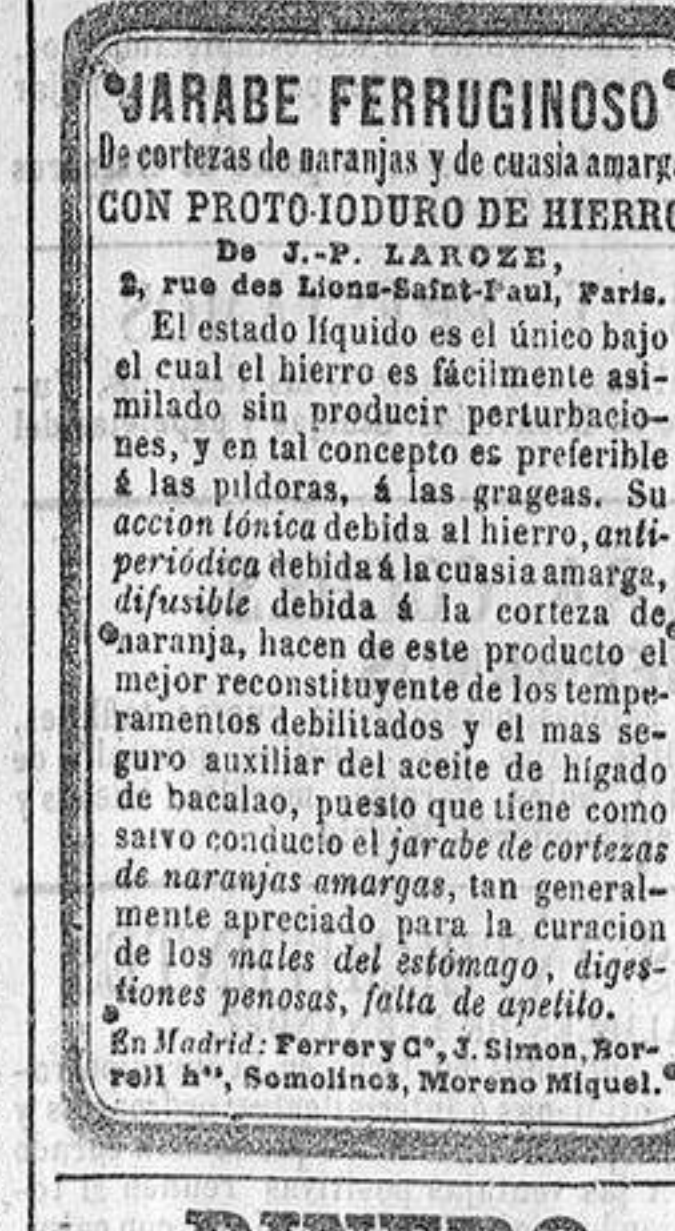 JARABE FERRUGINOSO
De cortezas de naranjas y de cuasia amarga
CON PROTO-IODURO DE HIERRO
De J.-P. LAROZE,
2, rue des Lions-Saint-Paul, Paris.
El estado líquido es el único bajo
el cual el hierro es fácilmente asi-
milado sin producir perturbacio-
nes, y en tal concepto es preferible
á las píldoras, á las grageas. Su
accion tónica debida al hierro, anti-
periódica debida á la cuasia amarga,
difusible debida á la corteza de
naranja, hacen de este producto el
mejor reconstituyente de los tempe-
ramentos debilitados y el mas se-
guro auxiliar del aceite de hígado
de bacalao, puesto que tiene como
salvo conducto el jarabe de cortezas
de naranjas amargas, tan general-
mente apreciado para la curacion
de los males del estómago, diges-
tiones penosas, falta de apetito.
En Madrid: Ferrer y Cª, J. Simon, Bor-
rell hºˢ, Somolinos, Moreno Miquel.